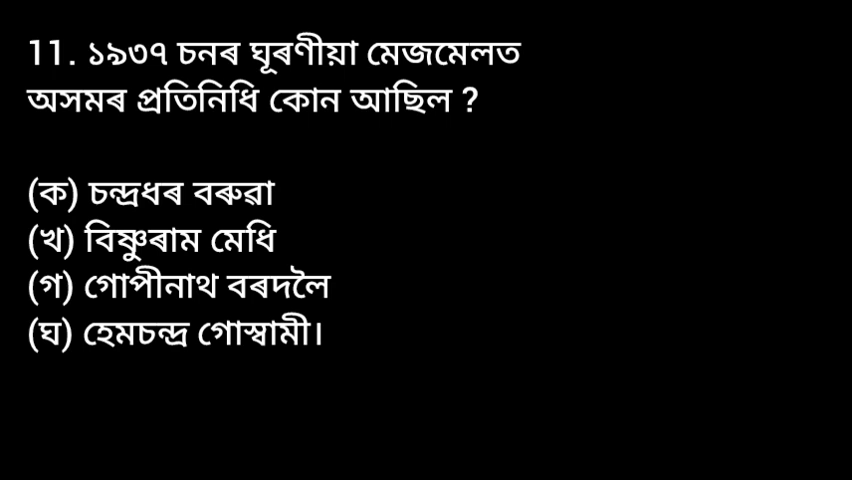 11. ১৯৩৭ চনৰ ঘূৰণীয়া মেজমেলত
অসমৰ প্ৰতিনিধি কোন আছিল ?
(ক) চন্দ্ৰধৰ বৰুৱা
(খ) বিষ্ণুৰাম মেধি
(গ) গোপীনাথ বৰদলৈ
(ঘ) হেমচন্দ্ৰ গোস্বামী।